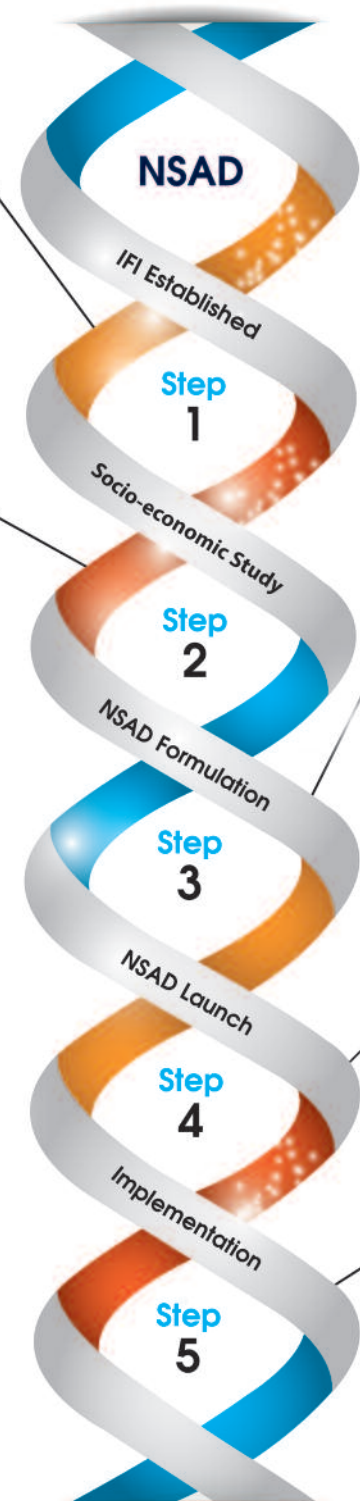 NSAD
IFI Established
Step
1
Socio-economic Study
Step
2
NSAD Formulation
Step
3
NSAD Launch
Step
4
Implementation
Step
5